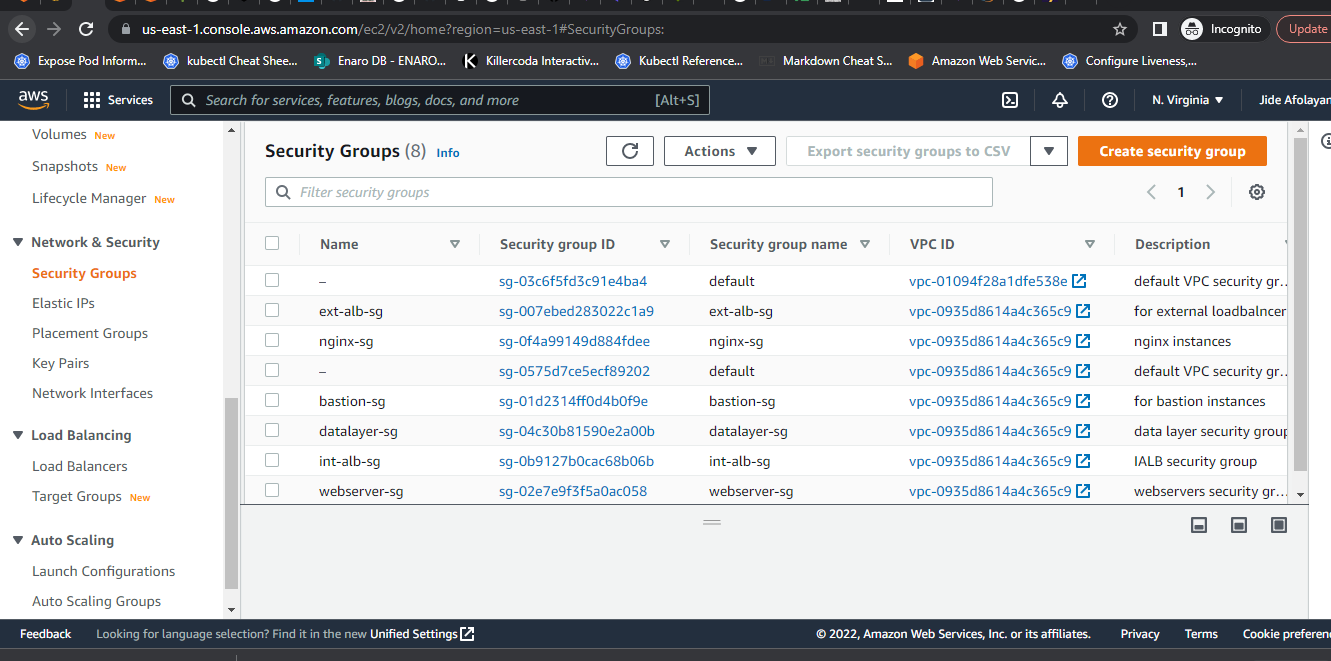 us-east-1.console.aws.amazon.com/ec2/v2/home?region=us-east-1#SecurityGroups:
Incognito
Update
Expose Pod Inform...
kubectl Cheat Shee...
Enaro DB - ENARO...
Killercoda Interactiv...
Kubectl Reference...
Markdown Cheat S...
Amazon Web Servic...
Configure Liveness,...
aws
Services
Search for services, features, blogs, docs, and more [Alt+S]
N. Virginia
Jide Afolayan
Volumes New
Snapshots New
Lifecycle Manager New
Network & Security
Security Groups
Elastic IPs
Placement Groups
Key Pairs
Network Interfaces
Load Balancing
Load Balancers
Target Groups New
Auto Scaling
Launch Configurations
Auto Scaling Groups
Security Groups (8) Info
Actions
Export security groups to CSV
Create security group
Filter security groups
1
Name Security group ID Security group name VPC ID Description
– sg-03c6f5fd3c91e4ba4 default vpc-01094f28a1dfe538e default VPC security gr...
ext-alb-sg sg-007ebed283022c1a9 ext-alb-sg vpc-0935d8614a4c365c9 for external loadbalncer
nginx-sg sg-0f4a99149d884fdee nginx-sg vpc-0935d8614a4c365c9 nginx instances
– sg-0575d7ce5ecf89202 default vpc-0935d8614a4c365c9 default VPC security gr...
bastion-sg sg-01d2314ff0d4b0f9e bastion-sg vpc-0935d8614a4c365c9 for bastion instances
datalayer-sg sg-04c30b81590e2a00b datalayer-sg vpc-0935d8614a4c365c9 data layer security group
int-alb-sg sg-0b9127b0cac68b06b int-alb-sg vpc-0935d8614a4c365c9 IALB security group
webserver-sg sg-02e7e9f3f5a0ac058 webserver-sg vpc-0935d8614a4c365c9 webservers security gr...
Feedback
Looking for language selection? Find it in the new Unified Settings
© 2022, Amazon Web Services, Inc. or its affiliates.
Privacy
Terms
Cookie preferen